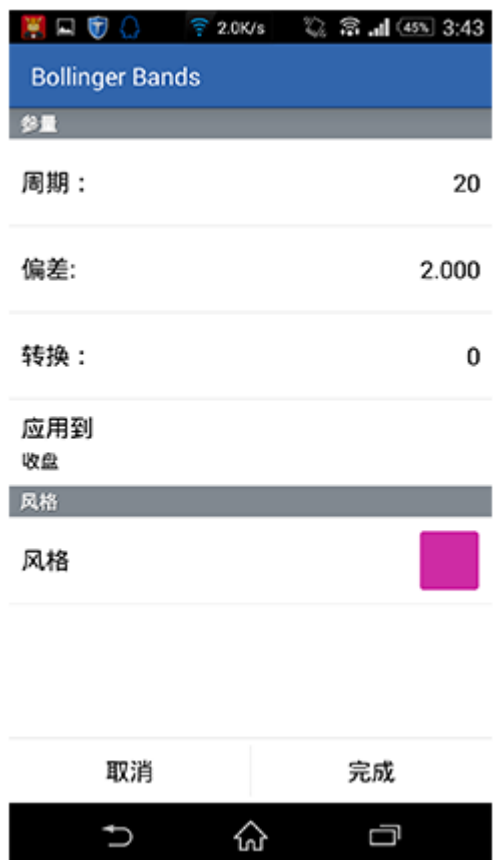 2.0K/s 45% 3:43
Bollinger Bands
参量
周期： 20
偏差: 2.000
转换： 0
应用到
收盘
风格
风格
取消 完成